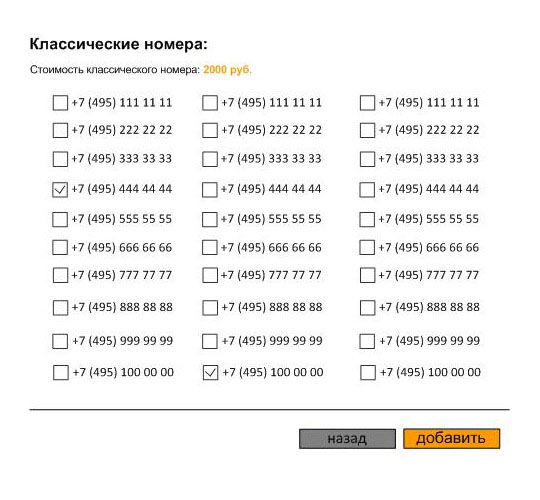 Классические номера:
Стоимость классического номера: 2000 руб.
+7 (495) 111 11 11 +7 (495) 111 11 11 +7 (495) 111 11 11
+7 (495) 222 22 22 +7 (495) 222 22 22 +7 (495) 222 22 22
+7 (495) 333 33 33 +7 (495) 333 33 33 +7 (495) 333 33 33
+7 (495) 444 44 44 +7 (495) 444 44 44 +7 (495) 444 44 44
+7 (495) 555 55 55 +7 (495) 555 55 55 +7 (495) 555 55 55
+7 (495) 666 66 66 +7 (495) 666 66 66 +7 (495) 666 66 66
+7 (495) 777 77 77 +7 (495) 777 77 77 +7 (495) 777 77 77
+7 (495) 888 88 88 +7 (495) 888 88 88 +7 (495) 888 88 88
+7 (495) 999 99 99 +7 (495) 999 99 99 +7 (495) 999 99 99
+7 (495) 100 00 00 +7 (495) 100 00 00 +7 (495) 100 00 00
назад добавить